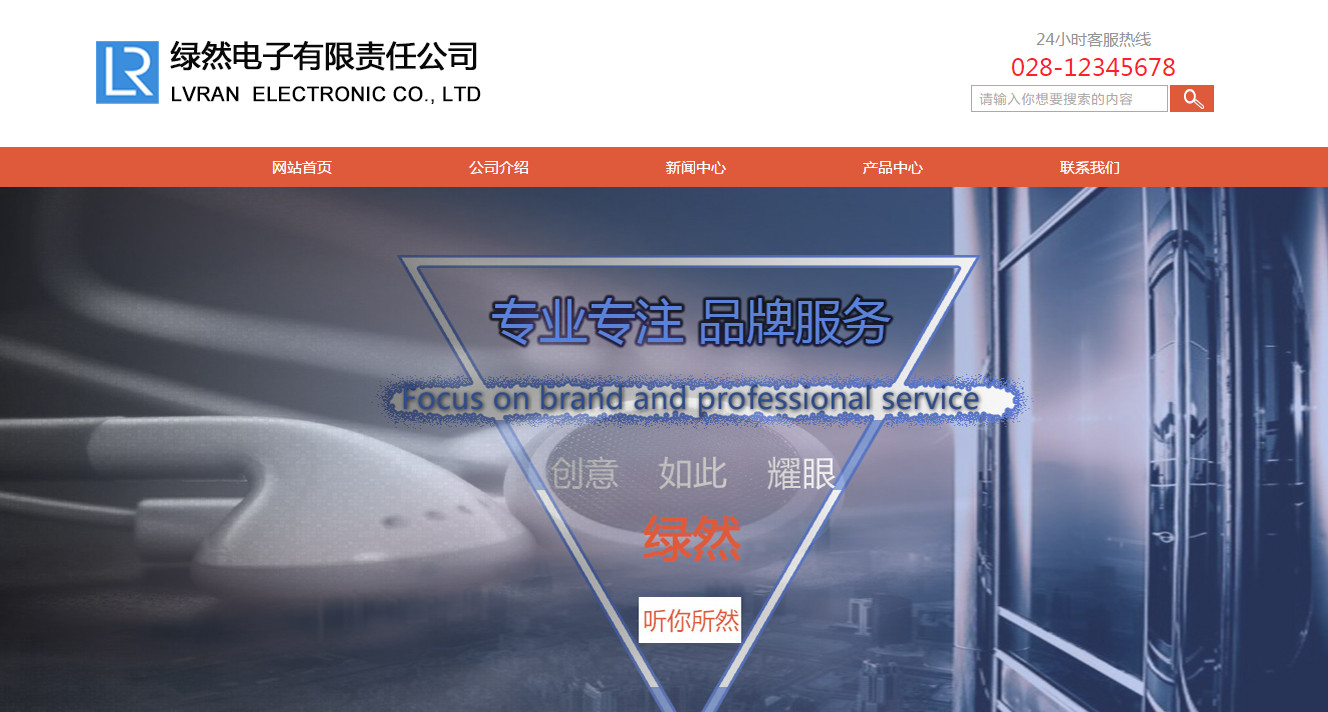 LR
绿然电子有限责任公司
LVRAN ELECTRONIC CO., LTD
24小时客服热线
028-12345678
请输入你想要搜索的内容
网站首页 公司介绍 新闻中心 产品中心 联系我们
专业专注 品牌服务
Focus on brand and professional service
创意 如此 耀眼
绿然
听你所然